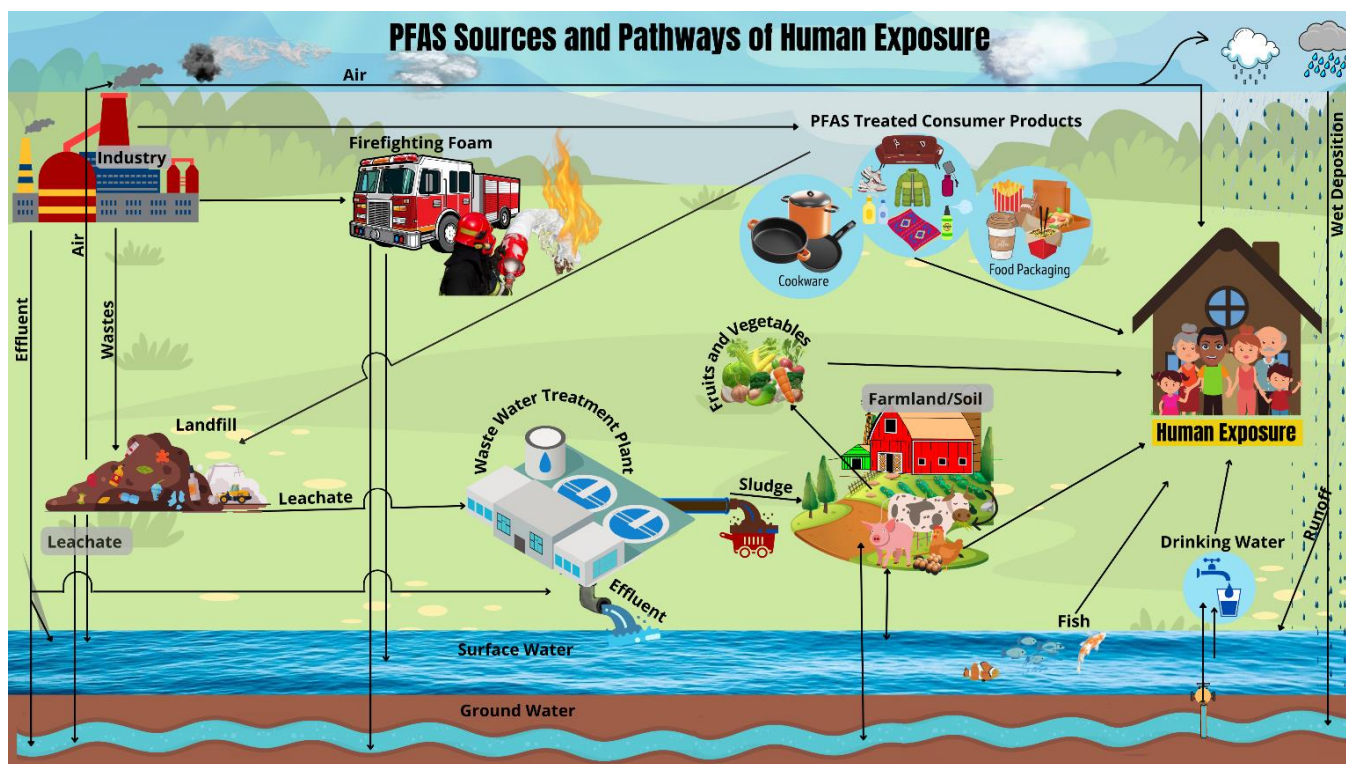 PFAS Sources and Pathways of Human Exposure
Air
PFAS Treated Consumer Products
Industry
Firefighting Foam
Wet Deposition
Air
Cookware
Food Packaging
Effluent
Wastes
Fruits and Vegetables
Farmland/Soil
Landfill
Waste Water Treatment Plant
Human Exposure
Leachate
Sludge
Runoff
Leachate
Drinking Water
Effluent
Fish
Surface Water
Ground Water